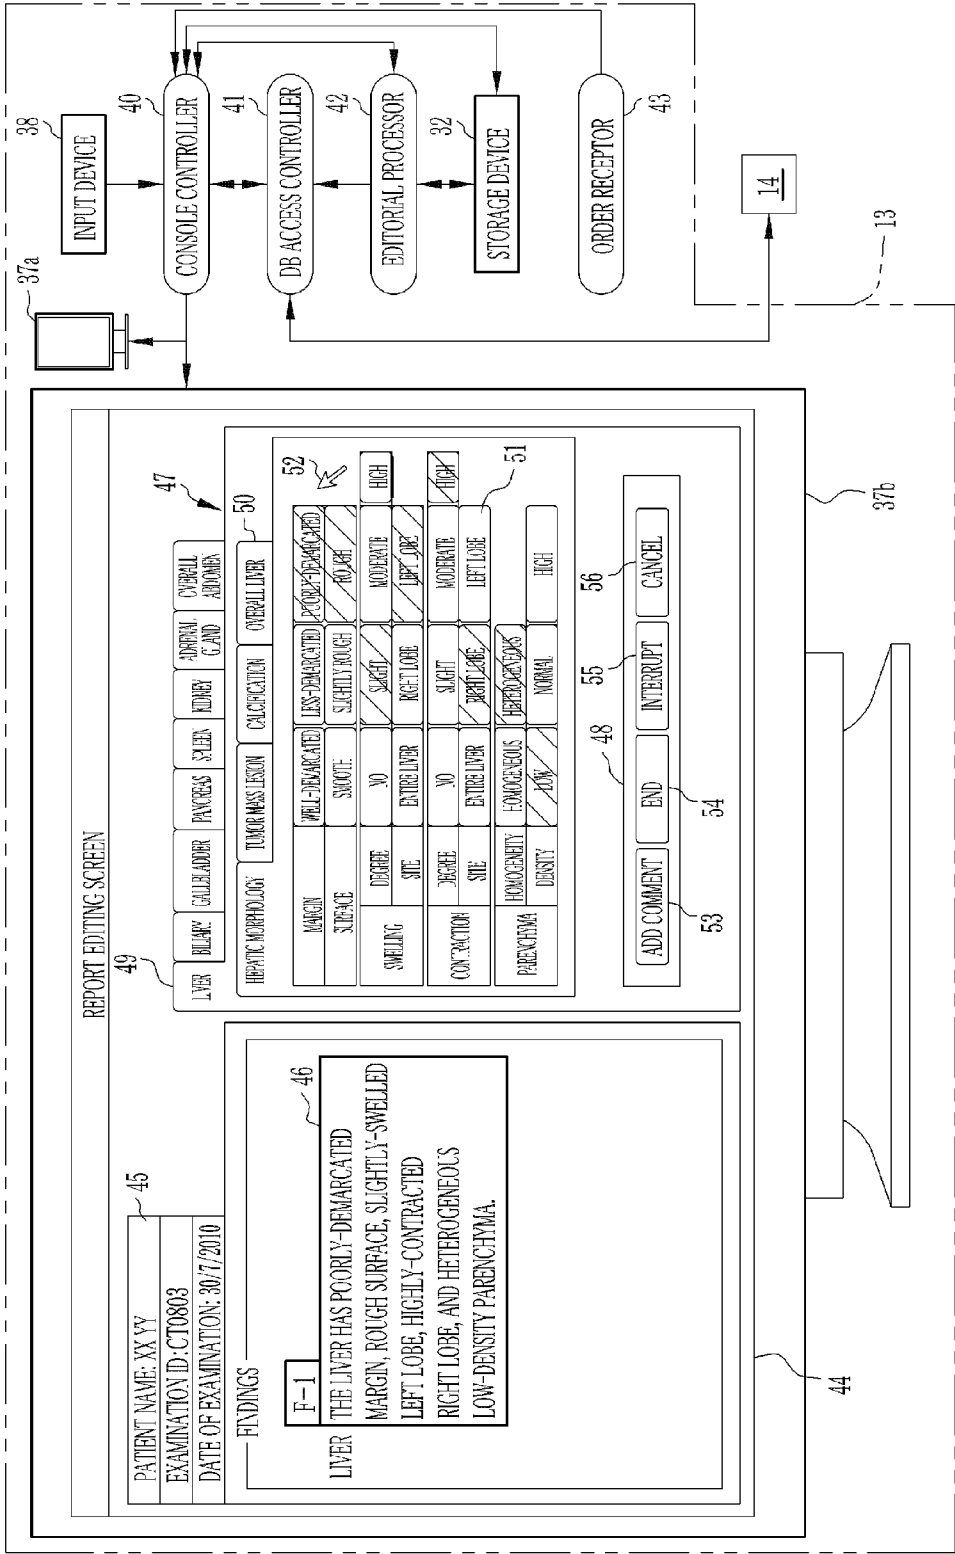 REPORT EDITING SCREEN
PATIENT NAME: XX YY
EXAMINATION ID: CT0803
DATE OF EXAMINATION: 30/7/2010
45
FINDINGS
F-1
46
LIVER
THE LIVER HAS POORLY-DEMARCATED
MARGIN, ROUGH SURFACE, SLIGHTLY-SWELLED
LEFT LOBE, HIGHLY-CONTRACTED
RIGHT LOBE, AND HETEROGENEOUS
LOW-DENSITY PARENCHYMA.
44
49
47
LIVER BILIARY GALLBLADDER PANCREAS SPLEEN KIDNEY ADRENAL GLAND OVERALL ABDOMEN
HEPATIC MORPHOLOGY TUMOR MASS LESION CALCIFICATION OVERALL LIVER
50
MARGIN WELL-DEMARCATED LESS-DEMARCATED POORLY-DEMARCATED
52
SURFACE SMOOTH SLIGHTLY ROUGH ROUGH
SWELLING
DEGREE NO SLIGHT MODERATE HIGH
SITE ENTIRE LIVER RIGHT LOBE LEFT LOBE
CONTRACTION
DEGREE NO SLIGHT MODERATE HIGH
SITE ENTIRE LIVER RIGHT LOBE LEFT LOBE
51
PARENCHYMA
HOMOGENEITY HOMOGENEOUS HETEROGENEOUS
DENSITY LOW NORMAL HIGH
48
ADD COMMENT END INTERRUPT CANCEL
53
54
55
56
37b
37a
INPUT DEVICE
38
CONSOLE CONTROLLER
40
DB ACCESS CONTROLLER
41
EDITORIAL PROCESSOR
42
STORAGE DEVICE
32
ORDER RECEPTOR
43
14
13